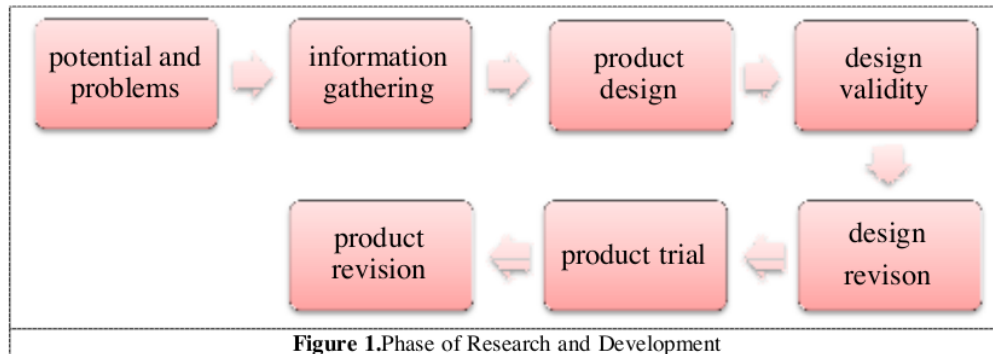 potential and
problems
information
gathering
product
design
design
validity
design
revison
product trial
product
revision
Figure 1.Phase of Research and Development